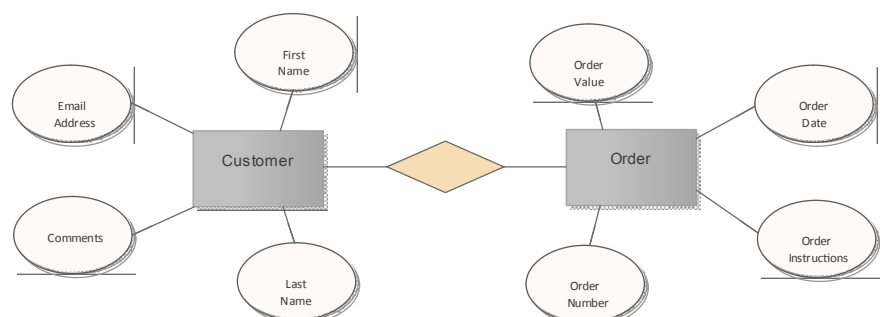 First
Name
Order
Value
Email
Address
Order
Date
Customer
Order
Comments
Order
Instructions
Last
Name
Order
Number